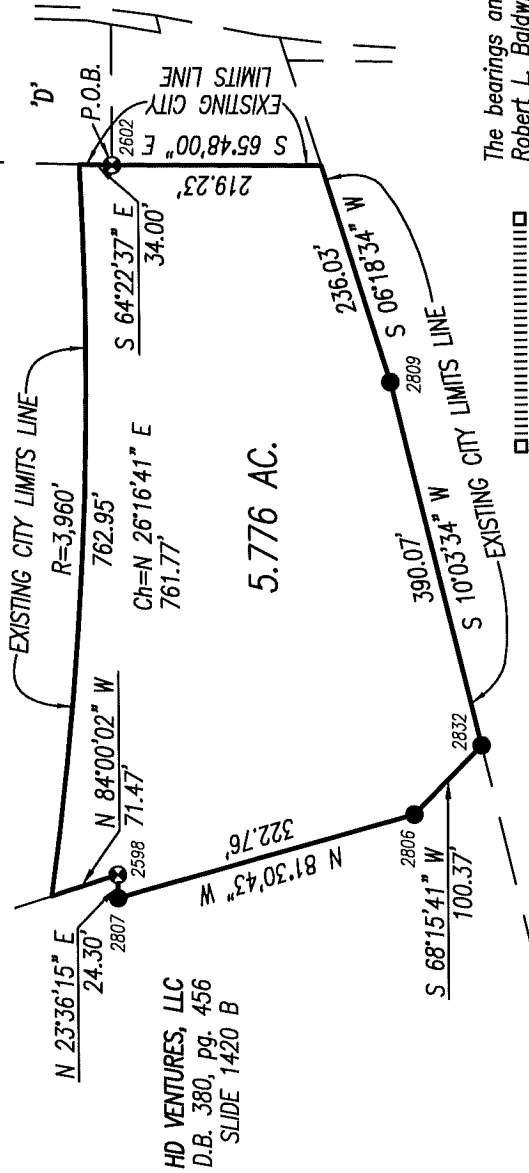 EXISTING CITY LIMITS LINE
R=3,960'
762.95'
Ch=N 26°16'41" E
761.77'
'D'
P.O.B.
2602
S 64°22'37" E
34.00'
S 65°48'00" E
219.23'
EXISTING CITY
LIMITS LINE
N 84°00'02" W
71.47'
2598
N 23°36'15" E
24.30'
2807
HD VENTURES, LLC
D.B. 380, pg. 456
SLIDE 1420 B
N 81°30'43" W
322.76'
5.776 AC.
236.03'
S 06°18'34" W
2809
EXISTING CITY LIMITS LINE
390.07'
S 10°03'34" W
2832
2806
S 68°15'41" W
100.37'
The bearings an
Robert L. Baldw